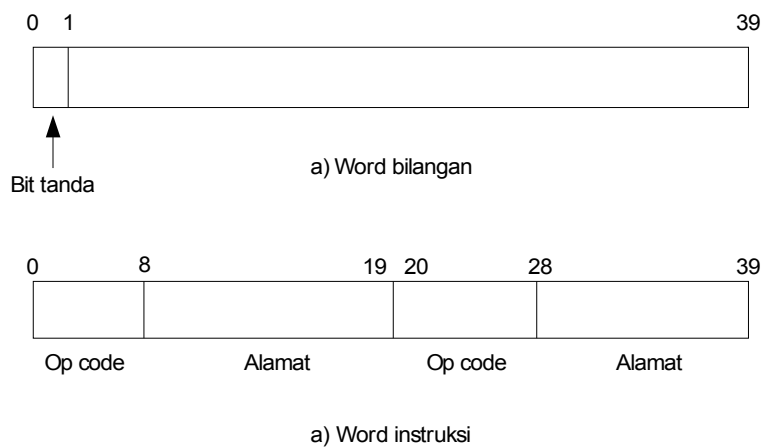 0 1 39
a) Word bilangan
Bit tanda
0 8 19 20 28 39
Op code Alamat Op code Alamat
a) Word instruksi